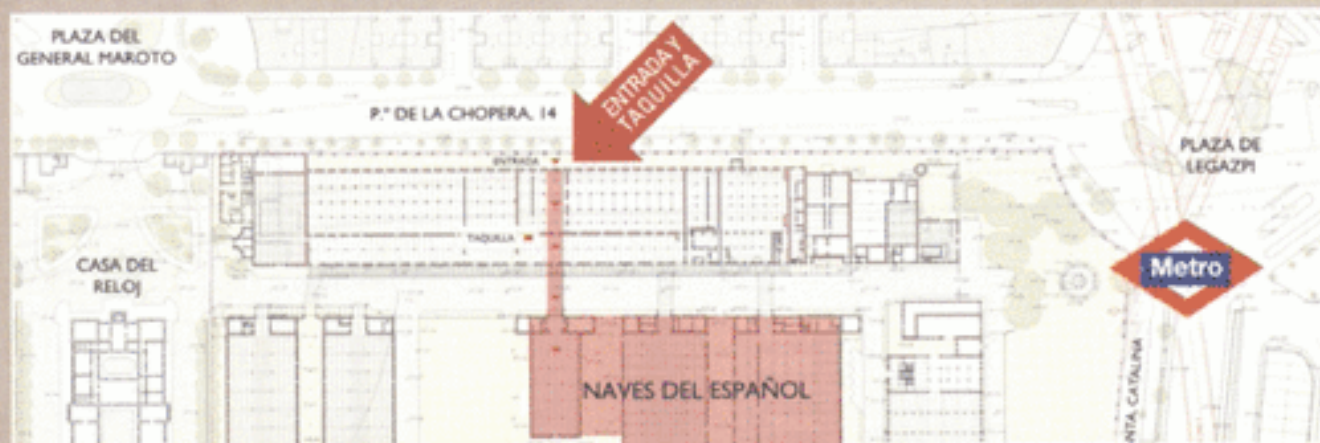 PLAZA DEL
GENERAL MAROTO
ENTRADA Y
TAQUILLA
P.º DE LA CHOPERA, 14
PLAZA DE
LEGAZPI
ENTRADA
TAQUILLA
CASA DEL
RELOJ
Metro
NAVES DEL ESPAÑOL
NTA CATALINA